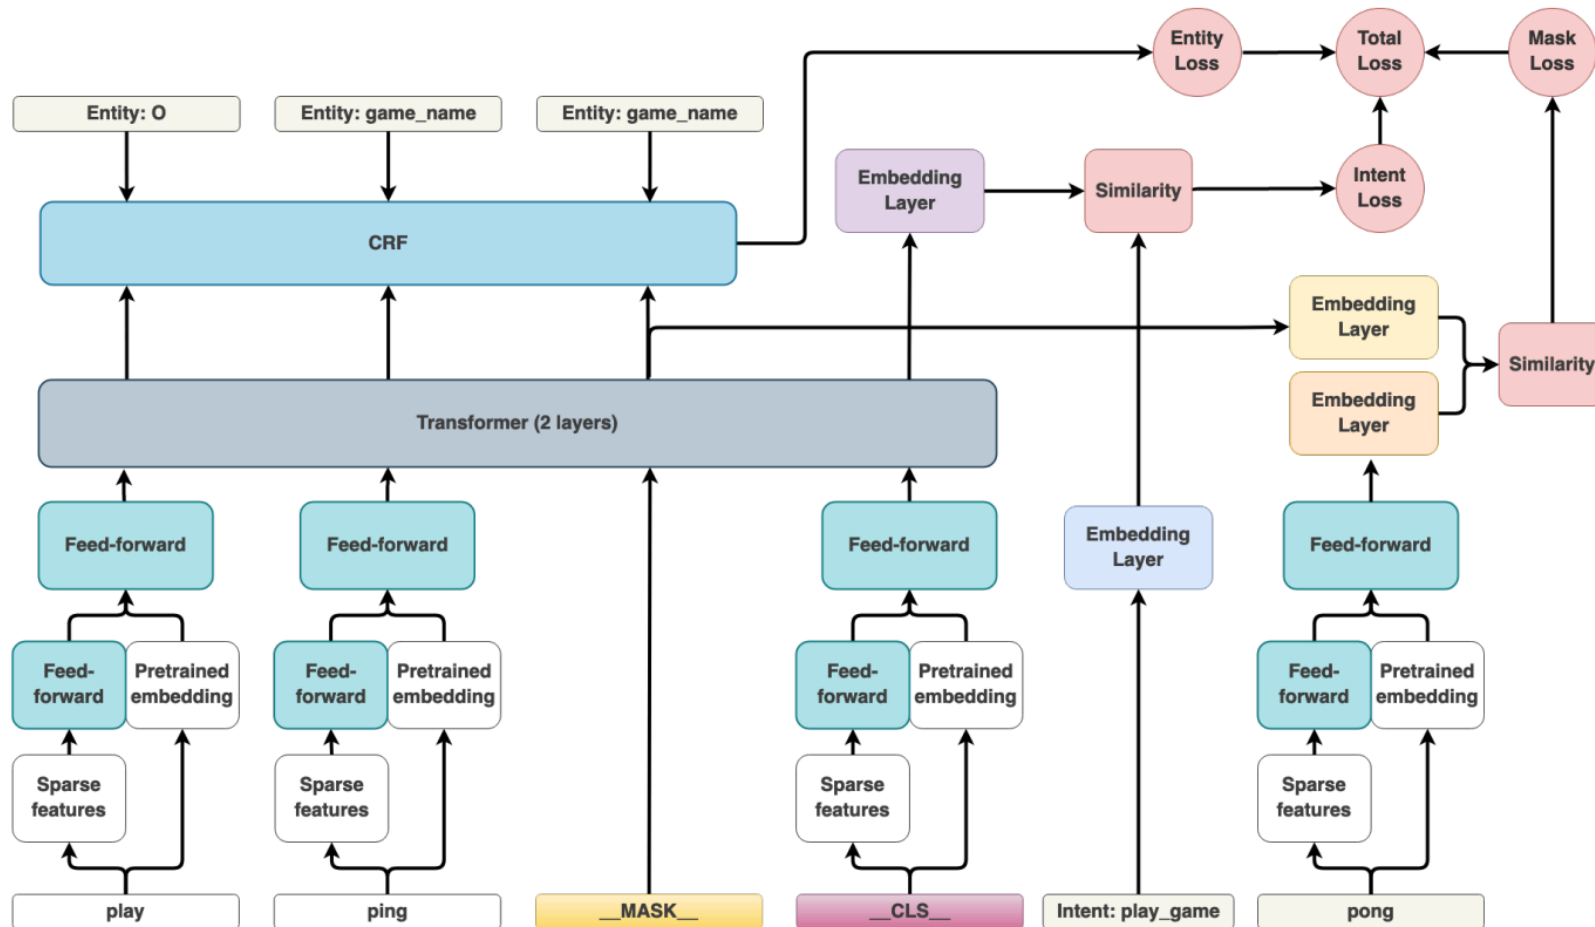 Entity
Loss
Total
Loss
Mask
Loss
Entity: O
Entity: game_name
Entity: game_name
Embedding
Layer
Similarity
Intent
Loss
CRF
Embedding
Layer
Similarity
Embedding
Layer
Transformer (2 layers)
Feed-forward
Feed-forward
Feed-forward
Embedding
Layer
Feed-forward
Feed-
forward
Pretrained
embedding
Feed-
forward
Pretrained
embedding
Feed-
forward
Pretrained
embedding
Feed-
forward
Pretrained
embedding
Sparse
features
Sparse
features
Sparse
features
Sparse
features
play
ping
__MASK__
__CLS__
Intent: play_game
pong